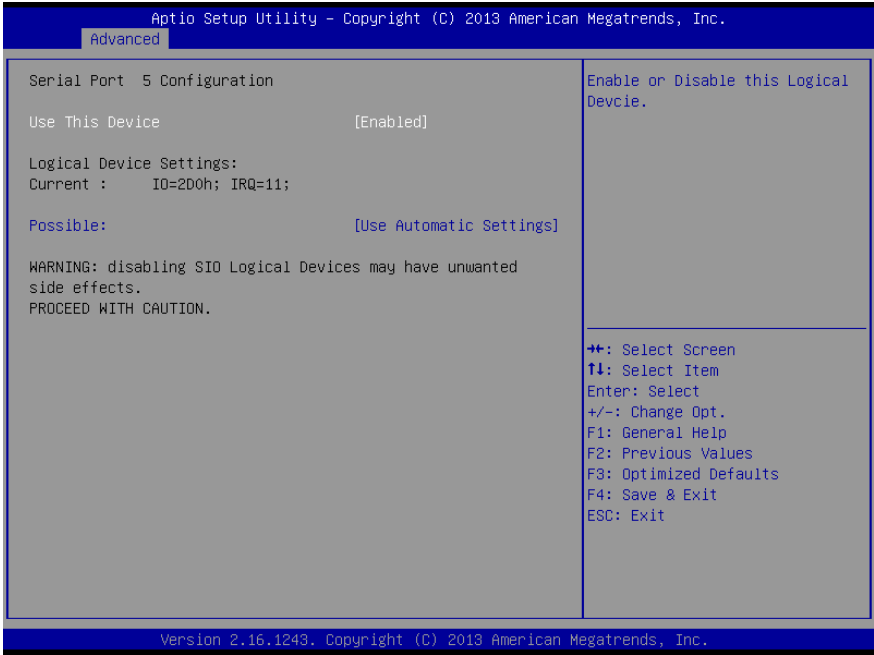 Aptio Setup Utility – Copyright (C) 2013 American Megatrends, Inc.
Advanced
Serial Port  5 Configuration
Use This Device [Enabled]
Logical Device Settings:
Current : IO=2D0h; IRQ=11;
Possible: [Use Automatic Settings]
WARNING: disabling SIO Logical Devices may have unwanted
side effects.
PROCEED WITH CAUTION.
Enable or Disable this Logical
Devcie.
→←: Select Screen
↑↓: Select Item
Enter: Select
+/-: Change Opt.
F1: General Help
F2: Previous Values
F3: Optimized Defaults
F4: Save & Exit
ESC: Exit
Version 2.16.1243. Copyright (C) 2013 American Megatrends, Inc.